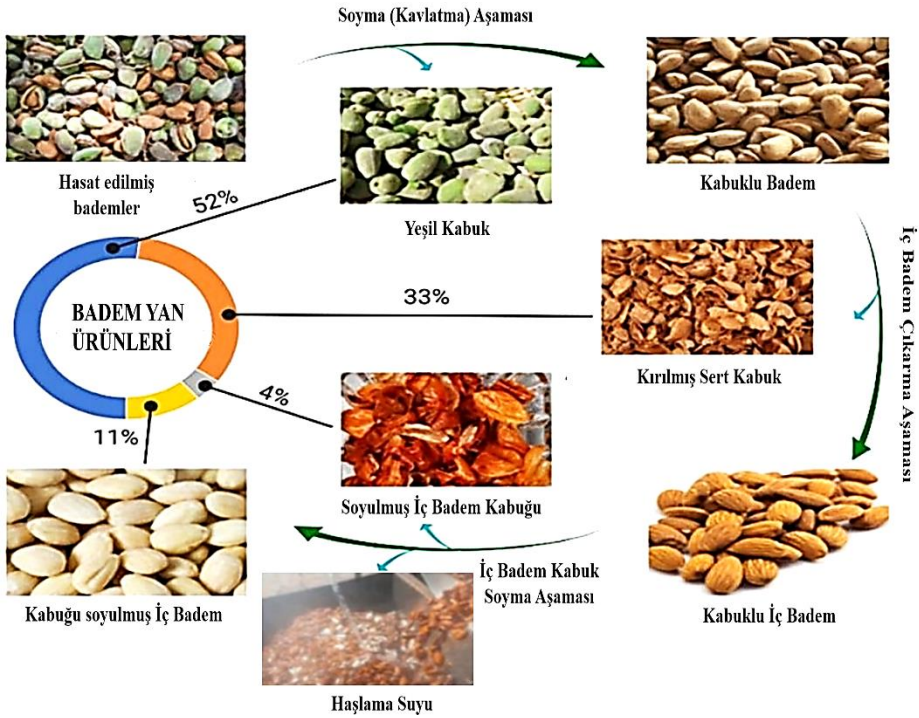 Soyma (Kavlatma) Aşaması
Hasat edilmiş
bademler
Yeşil Kabuk
Kabuklu Badem
52%
BADEM YAN
ÜRÜNLERİ
33%
Kırılmış Sert Kabuk
İç Badem Çıkarma Aşaması
4%
11%
Soyulmuş İç Badem Kabuğu
Kabuğu soyulmuş İç Badem
İç Badem Kabuk
Soyma Aşaması
Kabuklu İç Badem
Haşlama Suyu